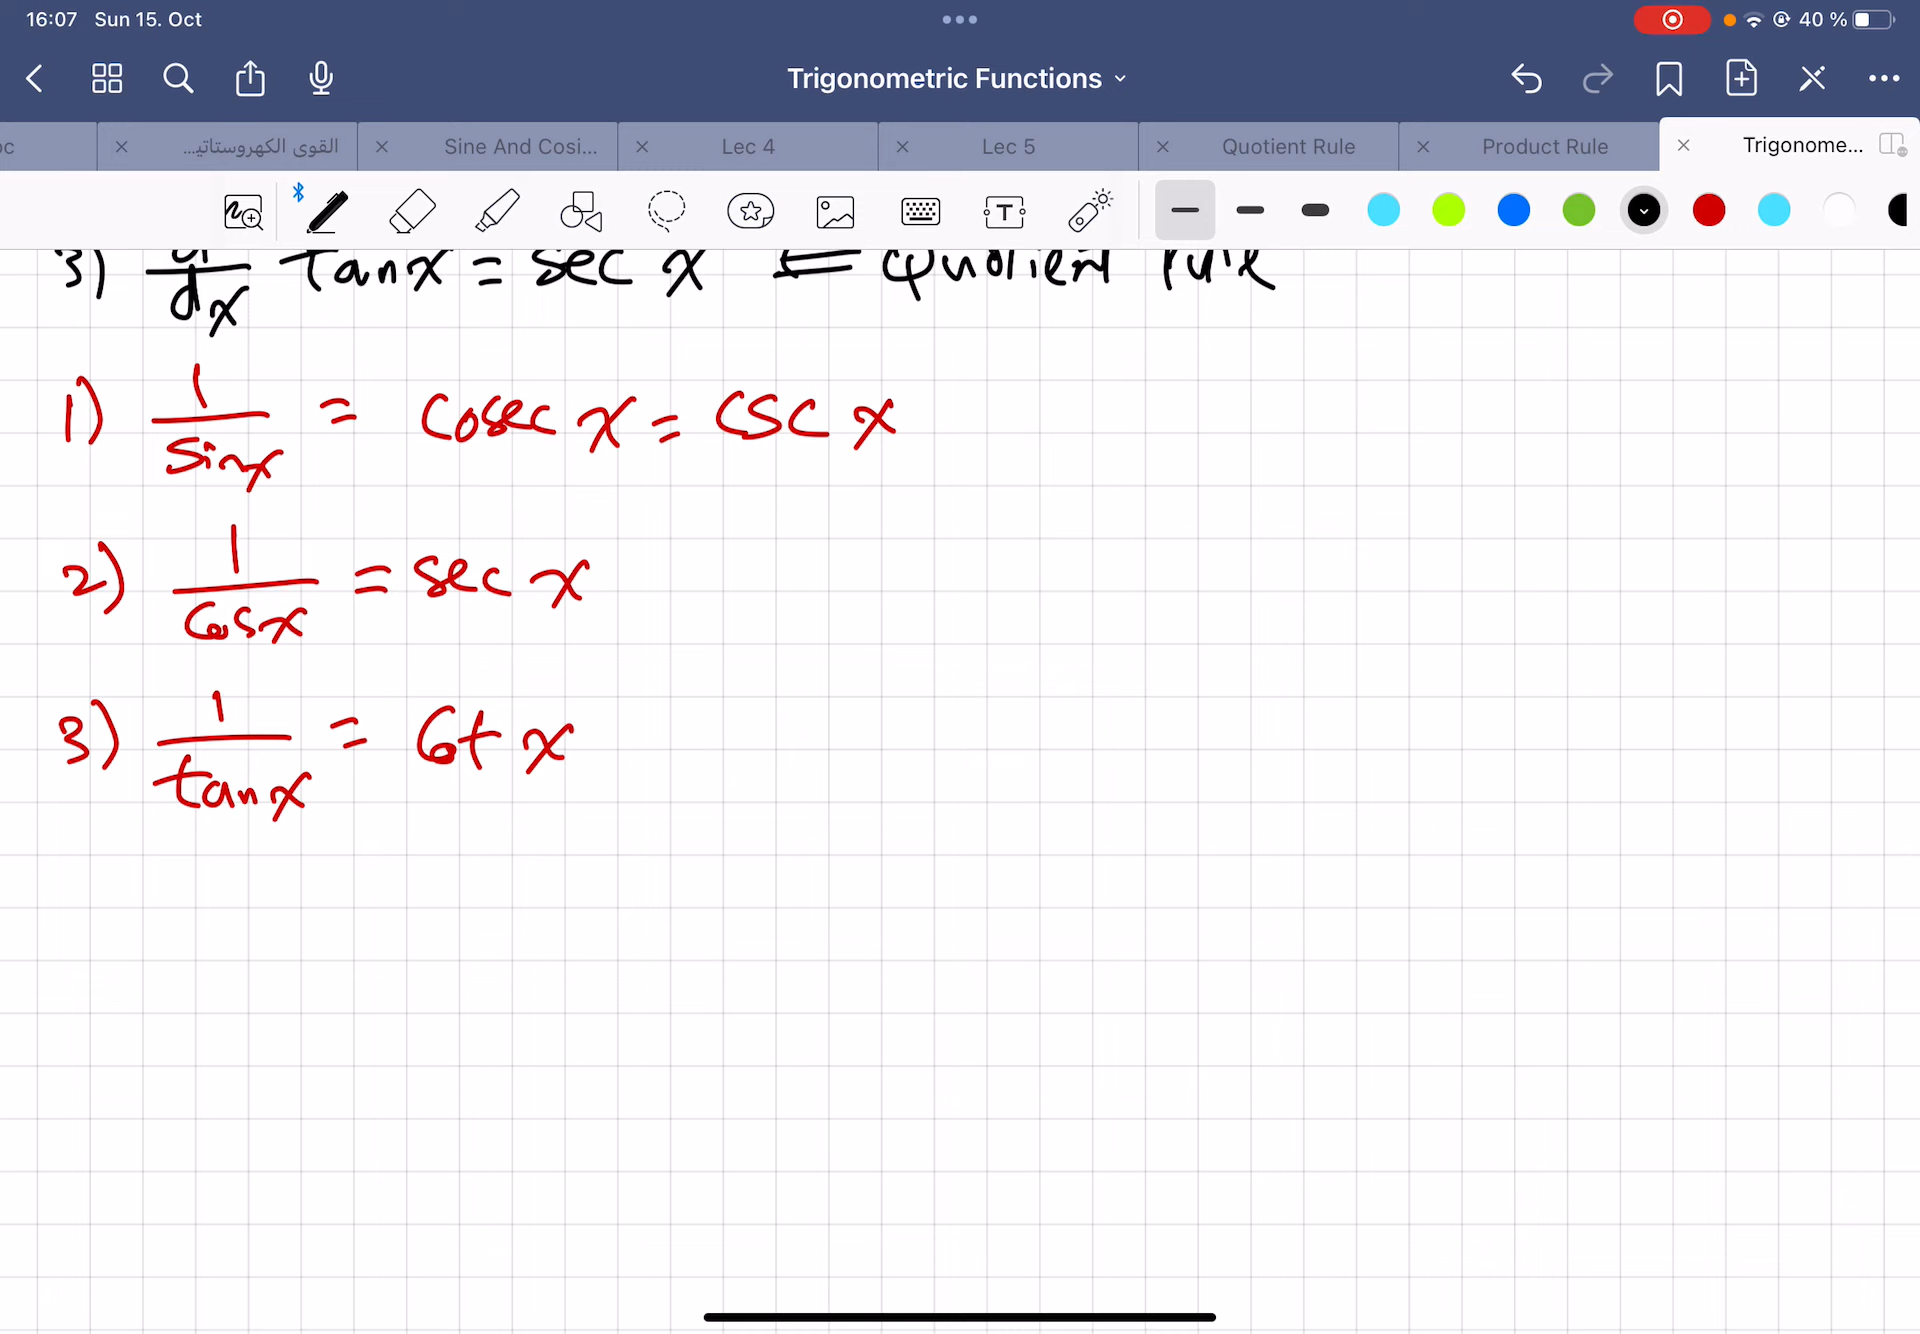 16:07 Sun 15. Oct 40 %
Trigonometric Functions
القوى الكهروستاتي... Sine And Cosi... Lec 4 Lec 5 Quotient Rule Product Rule Trigonome...
3) d/dx tanx = sec x ⇐ Quotient rule
1) 1/sinx = cosec x = csc x
2) 1/cosx = sec x
3) 1/tanx = cot x